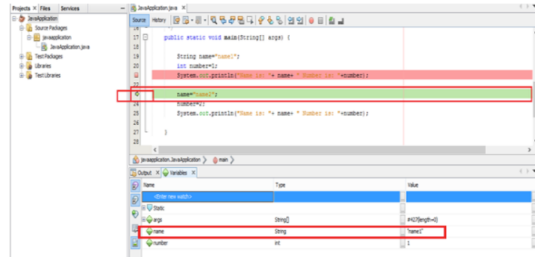 Projects × Files Services
JavaApplication
Source Packages
javaapplication
JavaApplication.java
Test Packages
Libraries
Test Libraries
JavaApplication.java ×
Source History
17 public static void main(String[] args) {
18
19 String name="name1";
20 int number=1;
System.out.println("Name is: "+ name+ " Number is: "+number);
22
name="name2";
24 number=2;
25 System.out.println("Name is: "+ name+ " Number is: "+number);
26
27 }
28
javaapplication.JavaApplication main
Output × Variables ×
Name Type Value
<Enter new watch>
Static
args String[] #427(length=0)
name String "name1"
number int 1